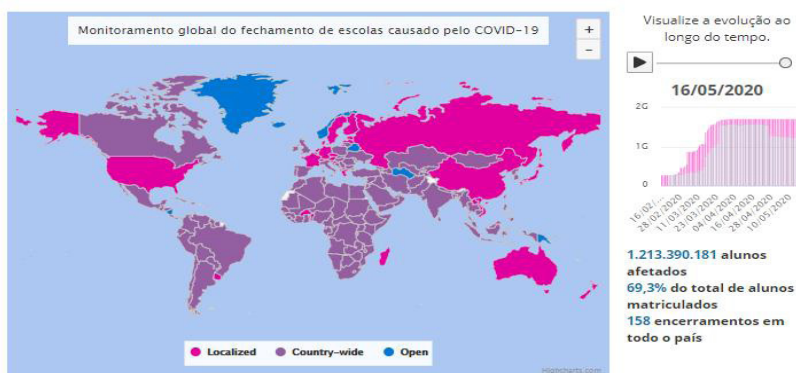 Monitoramento global do fechamento de escolas causado pelo COVID-19
+
−
Localized
Country-wide
Open
Highcharts.com
Visualize a evolução ao
longo do tempo.
16/05/2020
2G
1G
0
16/02/...
28/02/2020
11/03/2020
23/03/2020
04/04/2020
16/04/2020
28/04/2020
10/05/2020
1.213.390.181 alunos
afetados
69,3% do total de alunos
matriculados
158 encerramentos em
todo o país